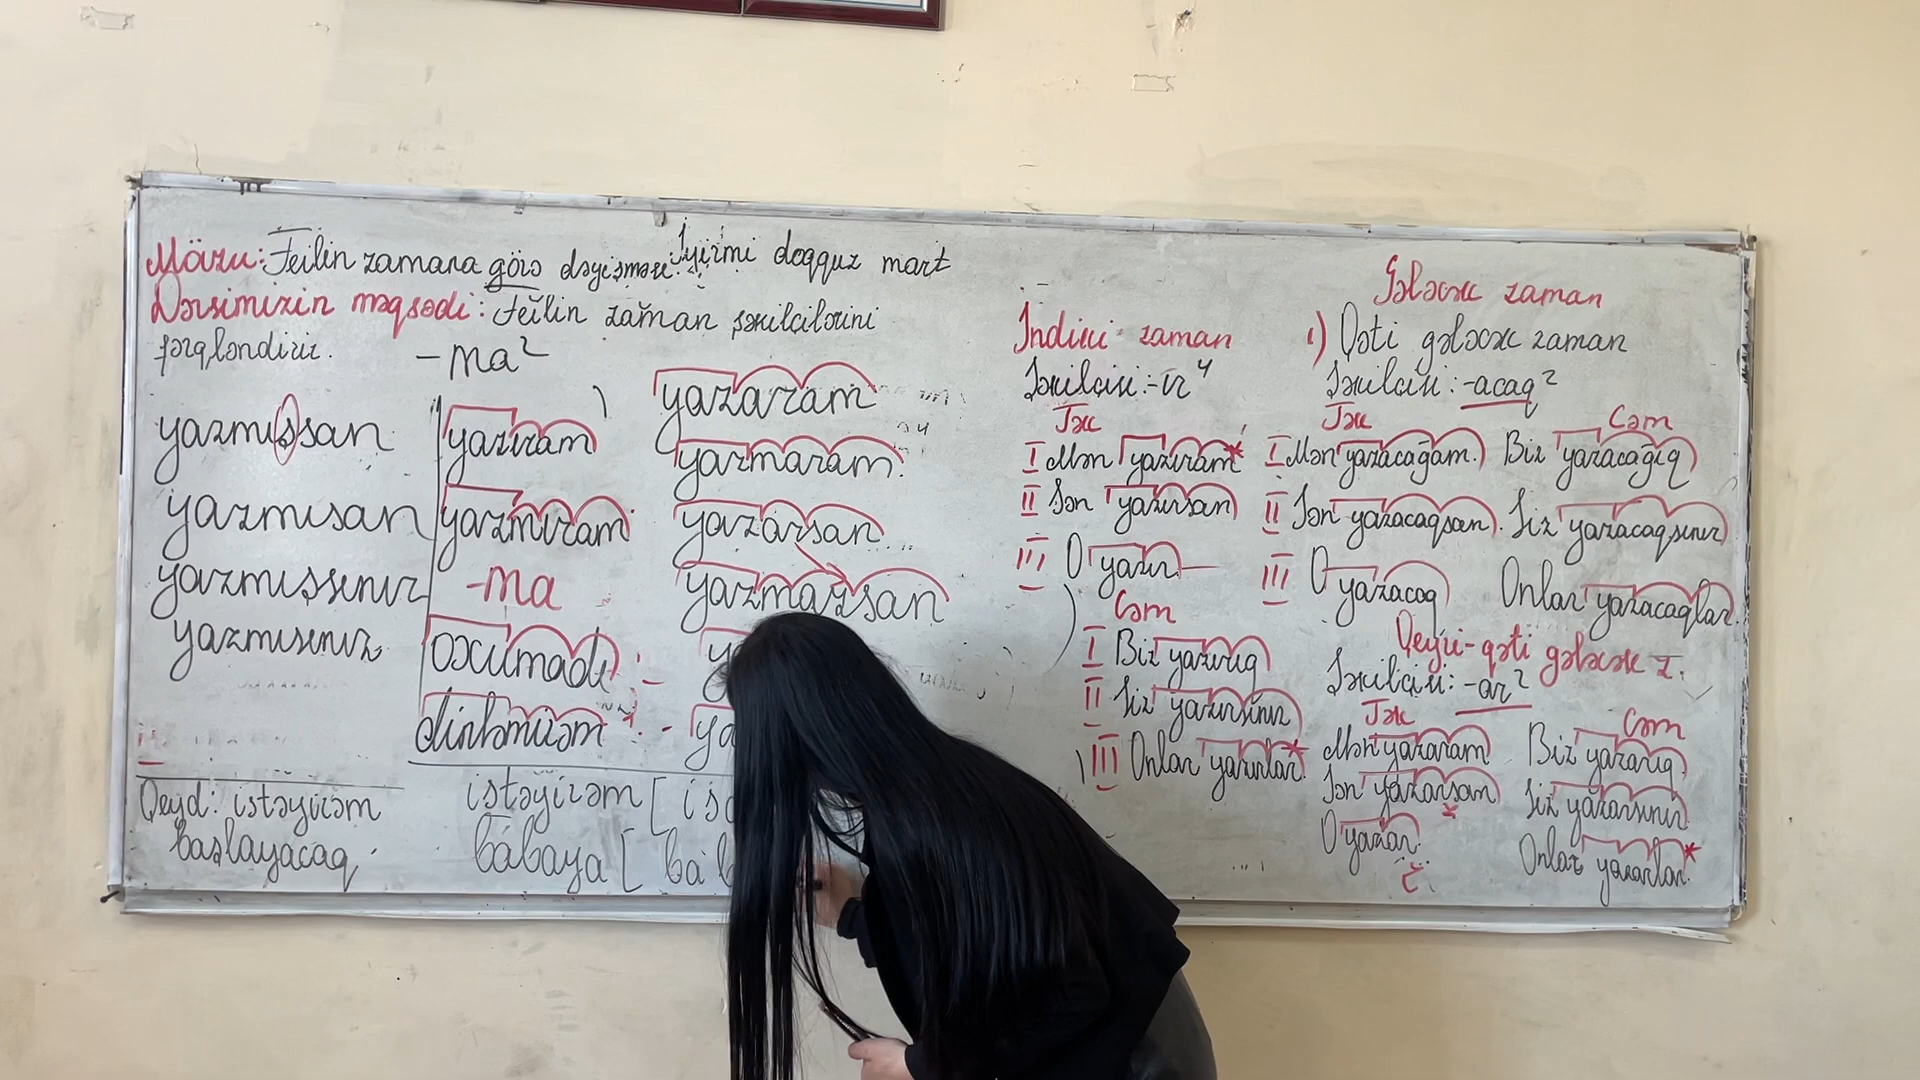 Mövzu: Feilin zamana görə dəyişməsi. İyirmi doqquz mart
Dərsimizin məqsədi: Feilin zaman şəkilçilərini
fərqləndirir.
-ma²
yazmışsan
yazmısan
yazmışsınız
yazmısınız
yazıram
yazmıram
-ma
oxumadı
dinləmirəm
yazaram
yazmaram
yazarsan
yazmazsan
Qeyd: istəyirəm
başlayacaq
istəyirəm [
babaya [
İndiki zaman
Şəkilçisi: -ır⁴
Tək
I Mən yazıram*
II Sən yazırsan
III O yazır
Cəm
I Biz yazırıq
II Siz yazırsınız
III Onlar yazırlar*
Gələcək zaman
1) Qəti gələcək zaman
Şəkilçisi: -acaq²
Tək
I Mən yazacağam.
II Sən yazacaqsan.
III O yazacaq
Cəm
Biz yazacağıq
Siz yazacaqsınız
Onlar yazacaqlar.
Qeyri-qəti gələcək z.
Şəkilçisi: -ar²
Tək
Mən yazaram
Sən yazarsan
O yazar.
Cəm
Biz yazarıq
Siz yazarsınız
Onlar yazarlar.*